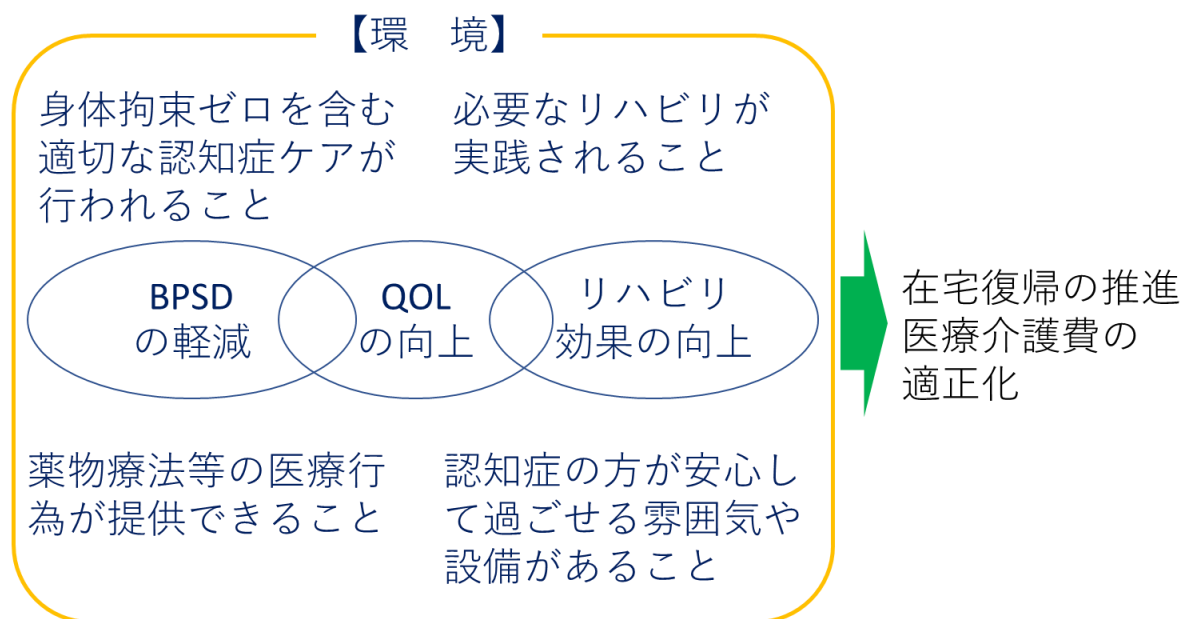 【環　境】
身体拘束ゼロを含む
適切な認知症ケアが
行われること
必要なリハビリが
実践されること
BPSD
の軽減
QOL
の向上
リハビリ
効果の向上
薬物療法等の医療行
為が提供できること
認知症の方が安心し
て過ごせる雰囲気や
設備があること
在宅復帰の推進
医療介護費の
適正化